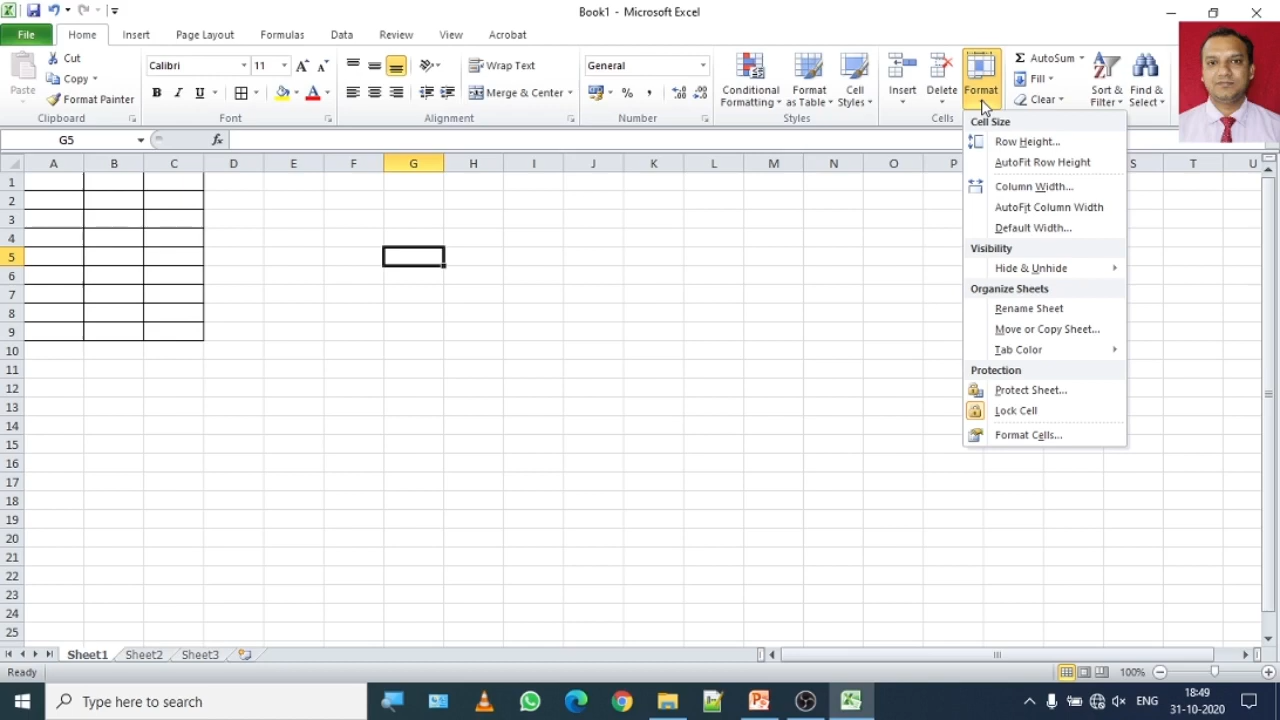 Book1 - Microsoft Excel
File Home Insert Page Layout Formulas Data Review View Acrobat
Paste Cut Copy Format Painter Clipboard
Calibri 11 B I U A Font
Wrap Text Merge & Center Alignment
General % , Number
Conditional Formatting Format as Table Cell Styles Styles
Insert Delete Format Cells
Σ AutoSum Fill Clear Sort & Filter Find & Select
G5 fx
A B C D E F G H I J K L M N O P S T U
1
2
3
4
5
6
7
8
9
10
11
12
13
14
15
16
17
18
19
20
21
22
23
24
25
Cell Size
Row Height...
AutoFit Row Height
Column Width...
AutoFit Column Width
Default Width...
Visibility
Hide & Unhide
Organize Sheets
Rename Sheet
Move or Copy Sheet...
Tab Color
Protection
Protect Sheet...
Lock Cell
Format Cells...
Sheet1 Sheet2 Sheet3
Ready 100%
Type here to search ENG 18:49
31-10-2020